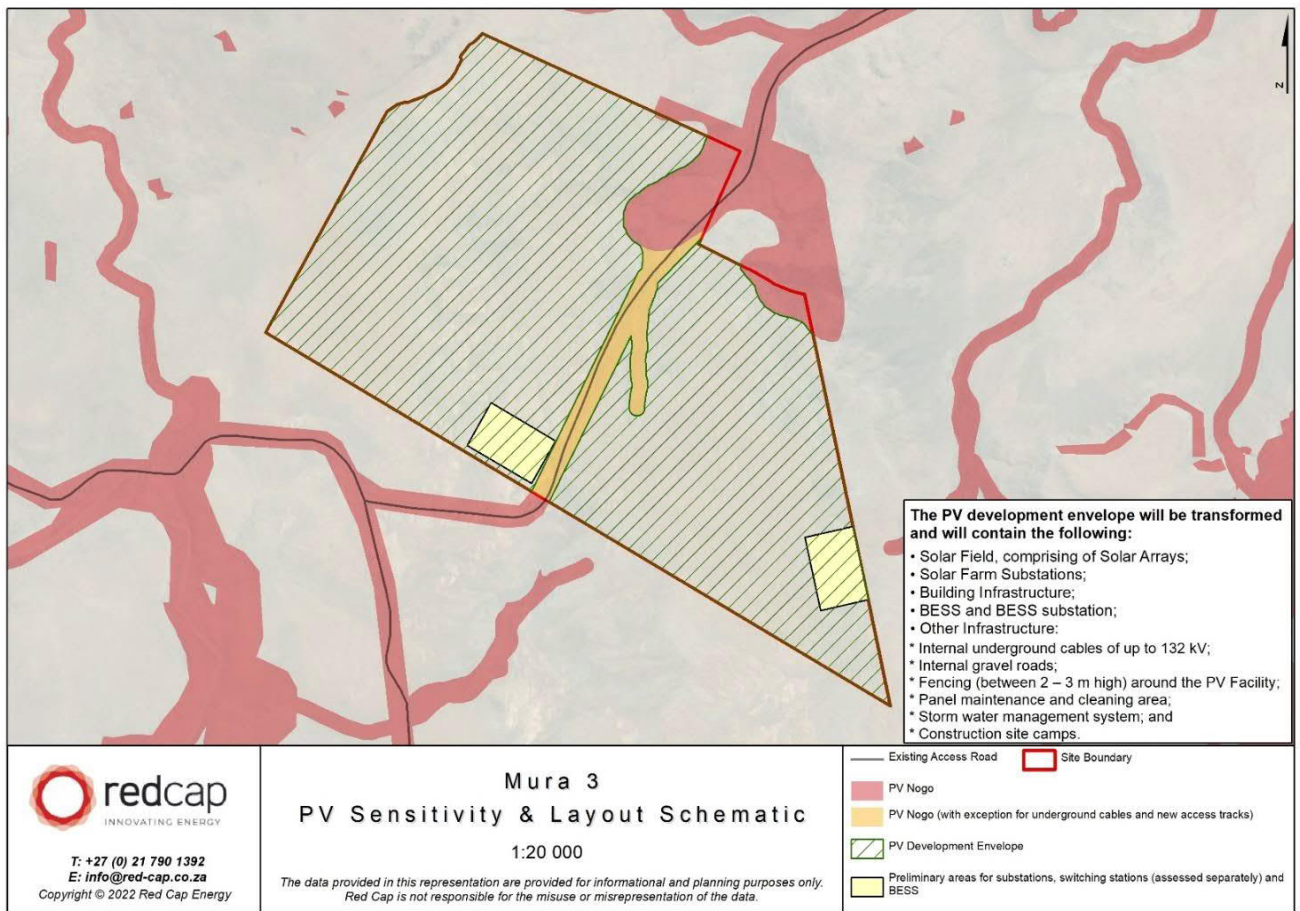 N
The PV development envelope will be transformed
and will contain the following:
• Solar Field, comprising of Solar Arrays;
• Solar Farm Substations;
• Building Infrastructure;
• BESS and BESS substation;
• Other Infrastructure:
* Internal underground cables of up to 132 kV;
* Internal gravel roads;
* Fencing (between 2 – 3 m high) around the PV Facility;
* Panel maintenance and cleaning area;
* Storm water management system; and
* Construction site camps.
redcap
INNOVATING ENERGY
T: +27 (0) 21 790 1392
E: info@red-cap.co.za
Copyright © 2022 Red Cap Energy
Mura 3
PV Sensitivity & Layout Schematic
1:20 000
The data provided in this representation are provided for informational and planning purposes only.
Red Cap is not responsible for the misuse or misrepresentation of the data.
Existing Access Road Site Boundary
PV Nogo
PV Nogo (with exception for underground cables and new access tracks)
PV Development Envelope
Preliminary areas for substations, switching stations (assessed separately) and
BESS